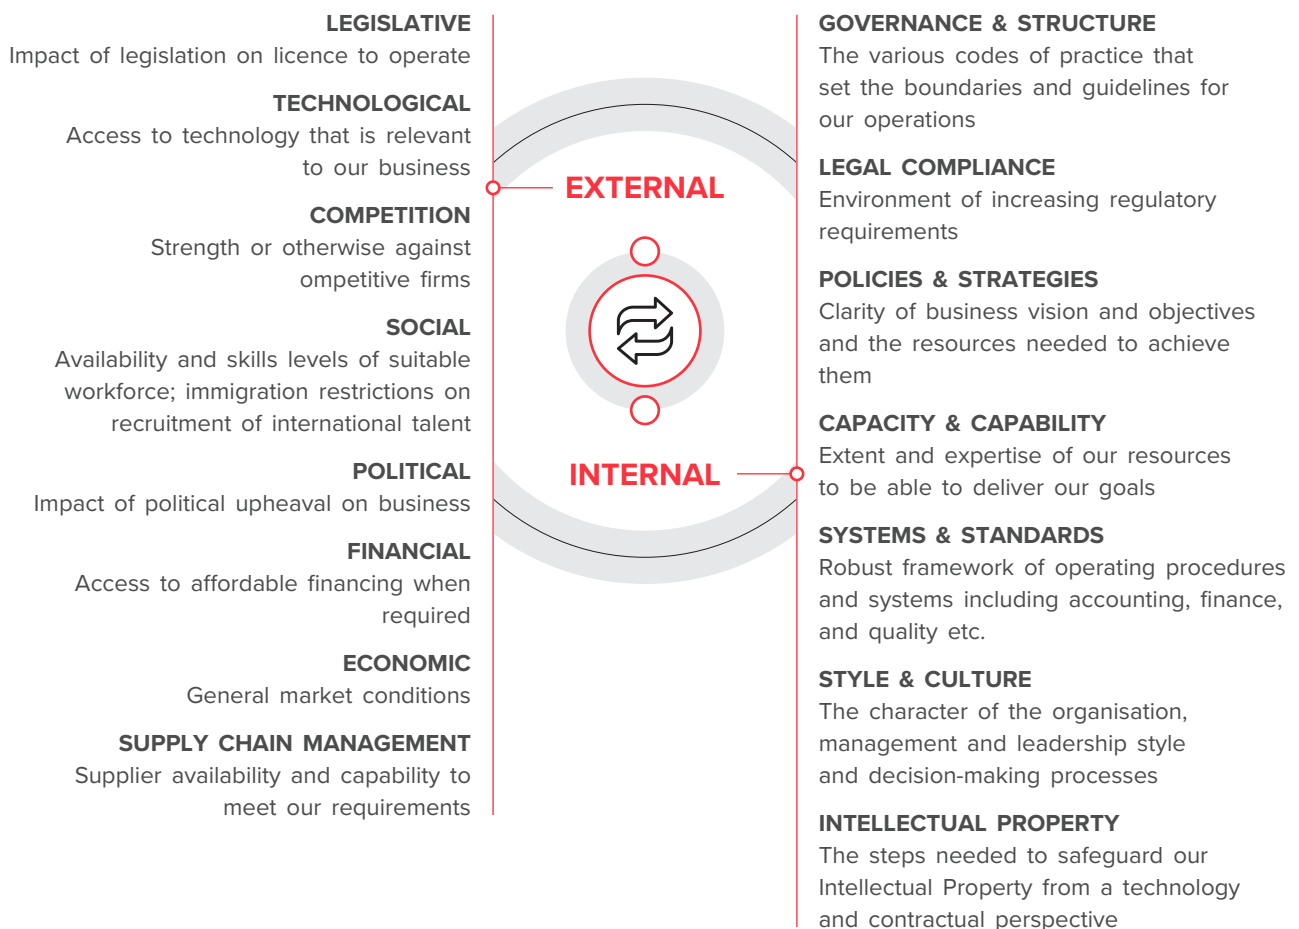 LEGISLATIVE
Impact of legislation on licence to operate
TECHNOLOGICAL
Access to technology that is relevant
to our business
COMPETITION
Strength or otherwise against
ompetitive firms
SOCIAL
Availability and skills levels of suitable
workforce; immigration restrictions on
recruitment of international talent
POLITICAL
Impact of political upheaval on business
FINANCIAL
Access to affordable financing when
required
ECONOMIC
General market conditions
SUPPLY CHAIN MANAGEMENT
Supplier availability and capability to
meet our requirements
EXTERNAL
INTERNAL
GOVERNANCE & STRUCTURE
The various codes of practice that
set the boundaries and guidelines for
our operations
LEGAL COMPLIANCE
Environment of increasing regulatory
requirements
POLICIES & STRATEGIES
Clarity of business vision and objectives
and the resources needed to achieve
them
CAPACITY & CAPABILITY
Extent and expertise of our resources
to be able to deliver our goals
SYSTEMS & STANDARDS
Robust framework of operating procedures
and systems including accounting, finance,
and quality etc.
STYLE & CULTURE
The character of the organisation,
management and leadership style
and decision-making processes
INTELLECTUAL PROPERTY
The steps needed to safeguard our
Intellectual Property from a technology
and contractual perspective